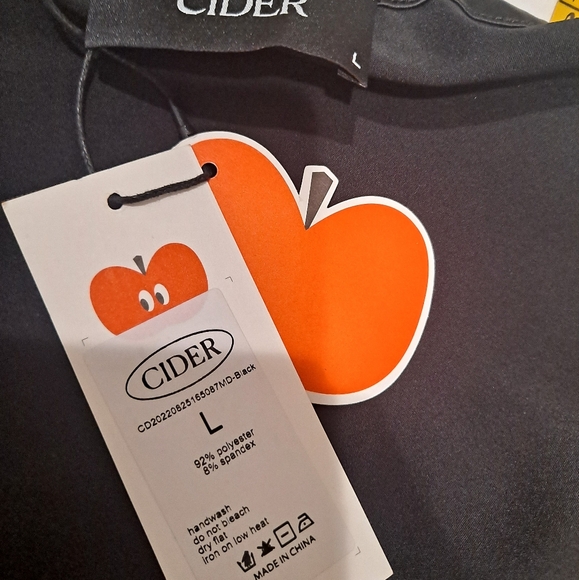 CIDER
L
CIDER
CD20220825165087MD-Black
L
92% polyester
8% spandex
handwash
do not bleach
dry flat
iron on low heat
MADE IN CHINA